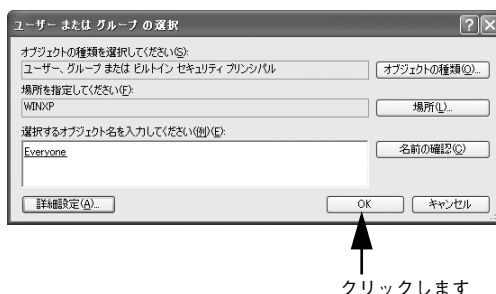 ユーザー または グループ の選択
オブジェクトの種類を選択してください(S):
ユーザー、グループ または ビルトイン セキュリティ プリンシパル
オブジェクトの種類(O)...
場所を指定してください(F):
WINXP
場所(L)...
選択するオブジェクト名を入力してください(例)(E):
Everyone
名前の確認(C)
詳細設定(A)...
OK
キャンセル
クリックします